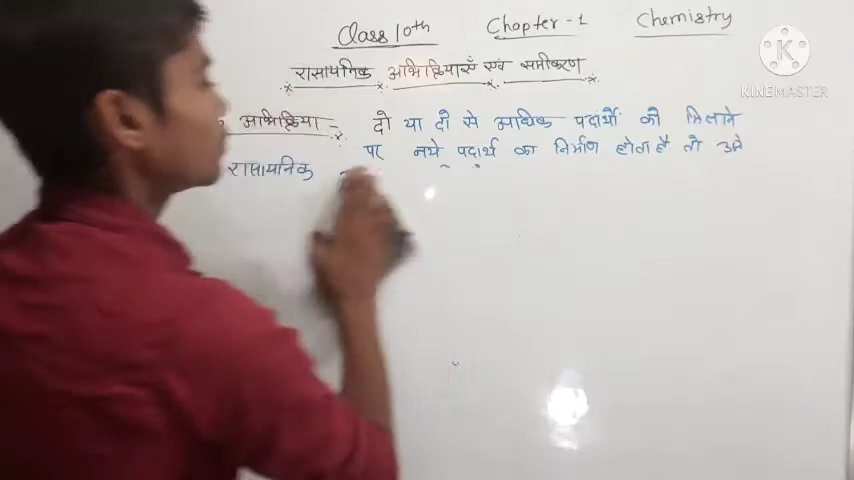 Class 10th Chapter-1 Chemistry
रासायनिक अभिक्रियाएँ एवं समीकरण
अभिक्रिया - दो या दो से अधिक पदार्थो को मिलाने
पर नये पदार्थ का निर्माण होता है तो उसे
रासायनिक
KINEMASTER